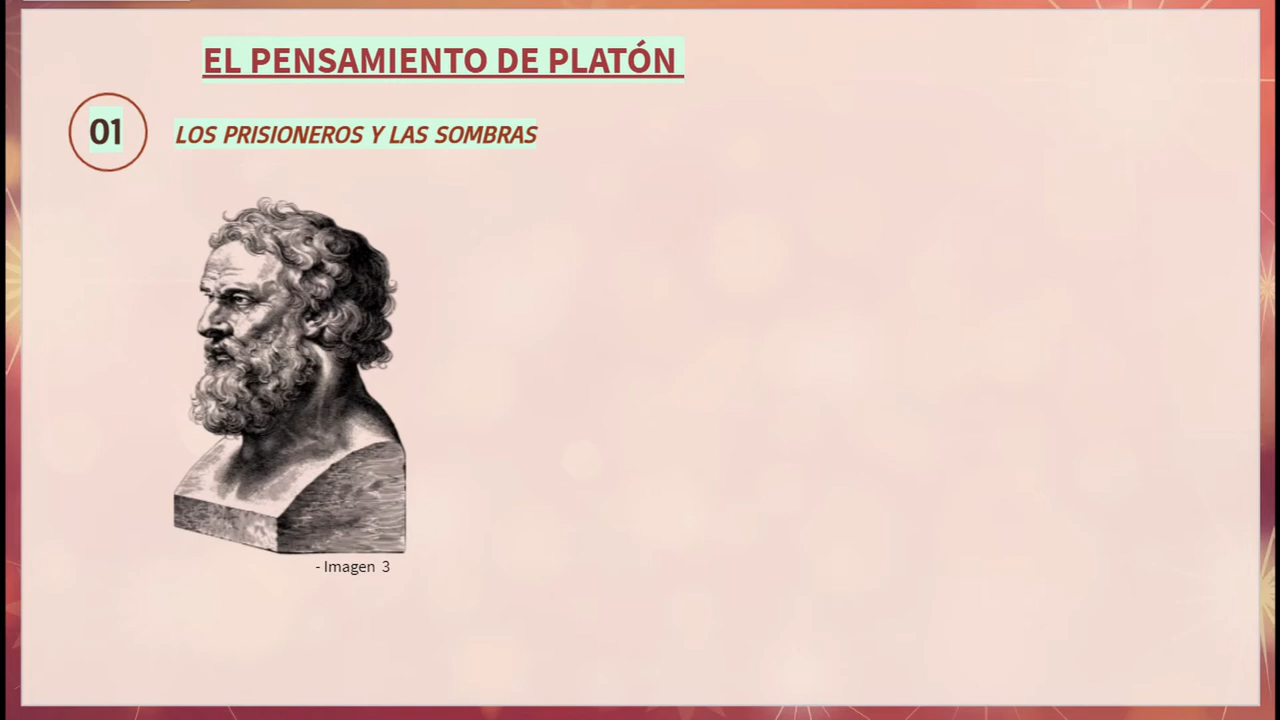 EL PENSAMIENTO DE PLATÓN
01
LOS PRISIONEROS Y LAS SOMBRAS
- Imagen 3